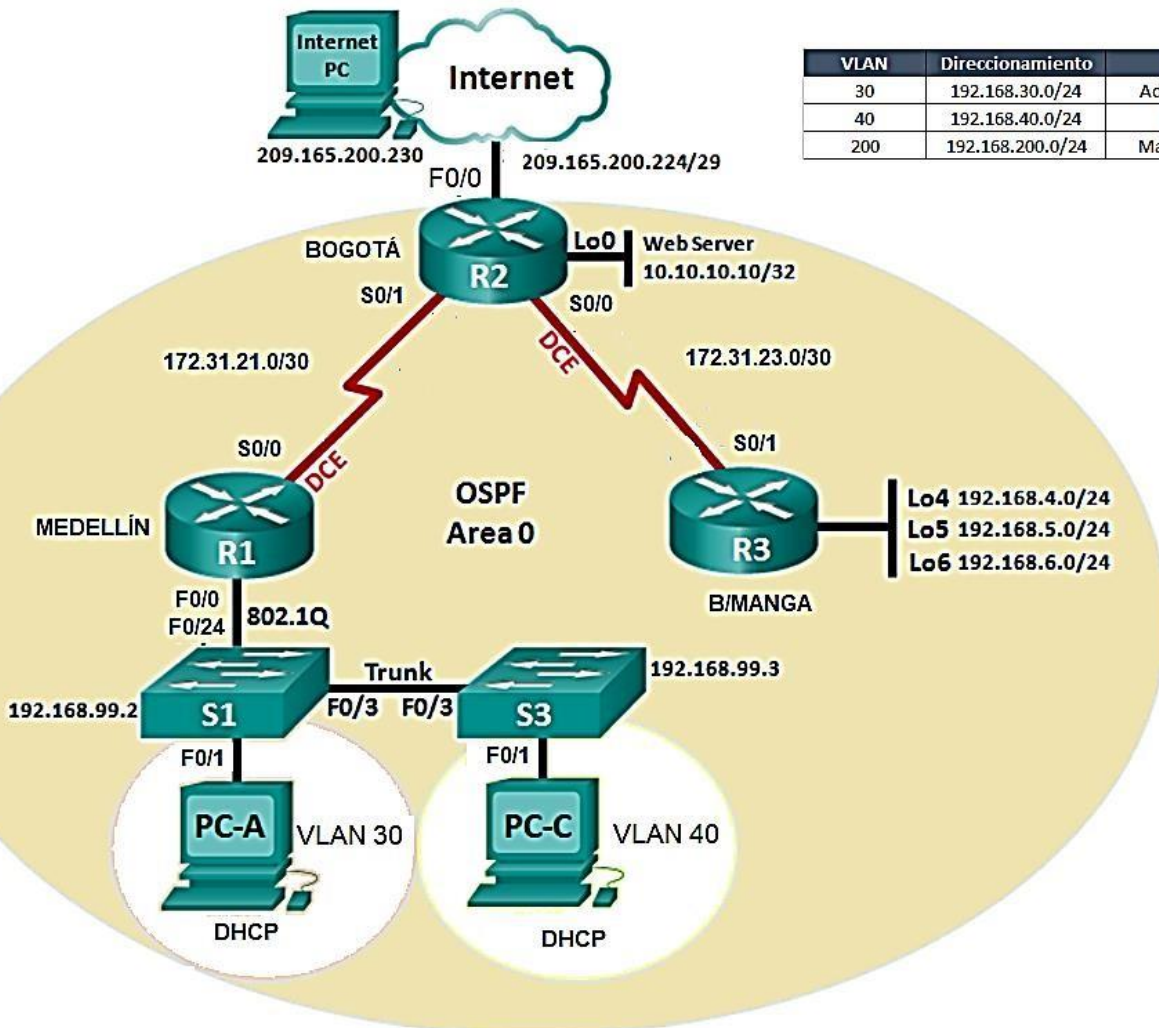 Internet
PC
Internet
209.165.200.230
F0/0
209.165.200.224/29
VLAN Direccionamiento
30 192.168.30.0/24
40 192.168.40.0/24
200 192.168.200.0/24
BOGOTÁ
R2
Lo0
Web Server
10.10.10.10/32
S0/1
S0/0
DCE
172.31.21.0/30
172.31.23.0/30
S0/0
DCE
S0/1
OSPF
Area 0
MEDELLÍN
R1
R3
B/MANGA
Lo4 192.168.4.0/24
Lo5 192.168.5.0/24
Lo6 192.168.6.0/24
F0/0
F0/24
802.1Q
192.168.99.2
S1
Trunk
F0/3 F0/3
S3
192.168.99.3
F0/1
F0/1
PC-A
VLAN 30
PC-C
VLAN 40
DHCP
DHCP